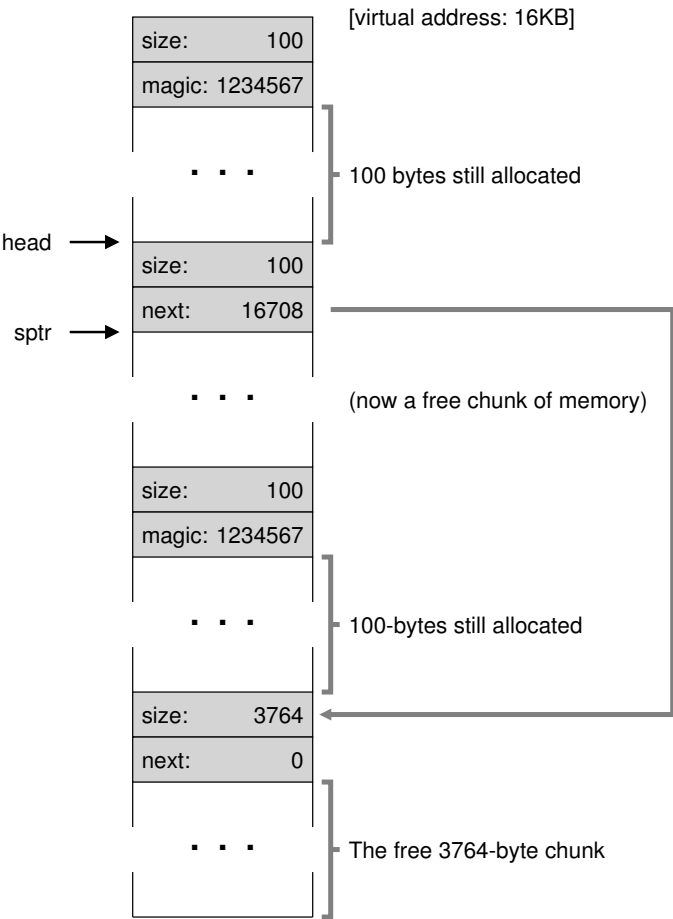 [virtual address: 16KB]
size: 100
magic: 1234567
. . .
100 bytes still allocated
head
size: 100
next: 16708
sptr
. . .
(now a free chunk of memory)
size: 100
magic: 1234567
. . .
100-bytes still allocated
size: 3764
next: 0
. . .
The free 3764-byte chunk